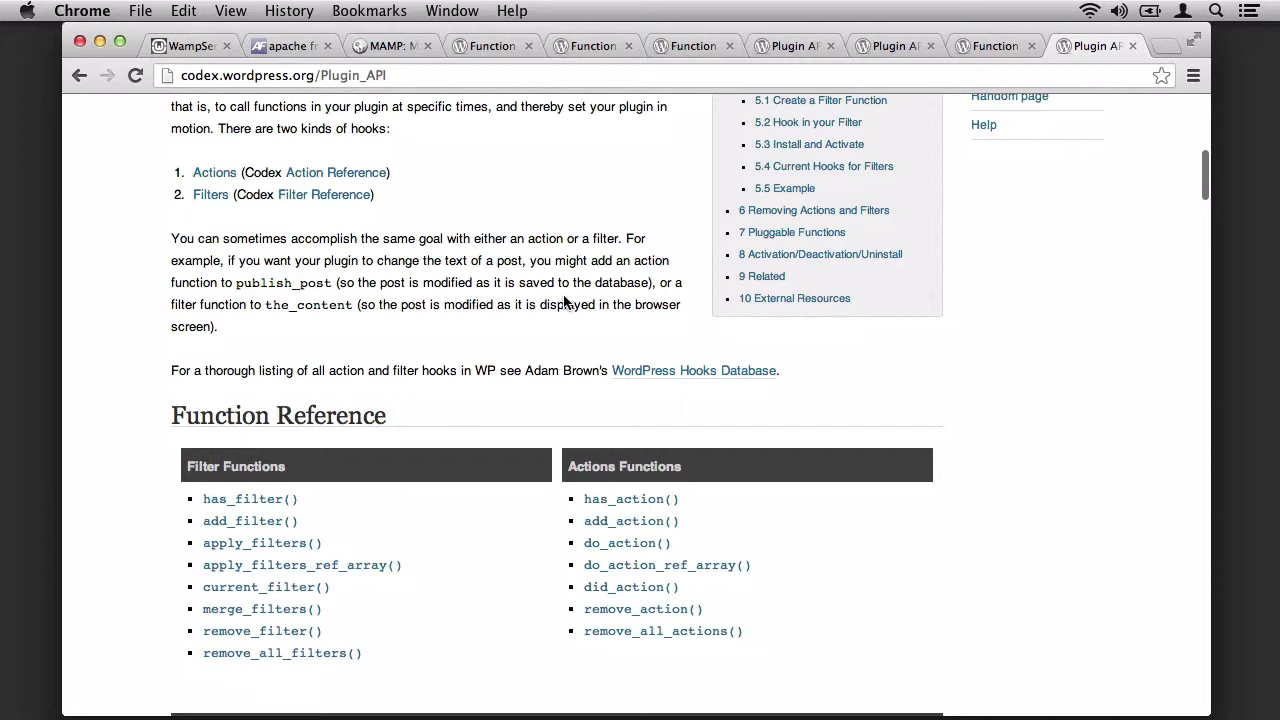 Chrome File Edit View History Bookmarks Window Help
WampSe
apache f
MAMP: M
Function
Function
Function
Plugin AF
Plugin AF
Function
Plugin AF
codex.wordpress.org/Plugin_API
that is, to call functions in your plugin at specific times, and thereby set your plugin in
motion. There are two kinds of hooks:
1. Actions (Codex Action Reference)
2. Filters (Codex Filter Reference)
You can sometimes accomplish the same goal with either an action or a filter. For
example, if you want your plugin to change the text of a post, you might add an action
function to publish_post (so the post is modified as it is saved to the database), or a
filter function to the_content (so the post is modified as it is displayed in the browser
screen).
For a thorough listing of all action and filter hooks in WP see Adam Brown's WordPress Hooks Database.
5.1 Create a Filter Function
5.2 Hook in your Filter
5.3 Install and Activate
5.4 Current Hooks for Filters
5.5 Example
6 Removing Actions and Filters
7 Pluggable Functions
8 Activation/Deactivation/Uninstall
9 Related
10 External Resources
Random page
Help
Function Reference
Filter Functions
has_filter()
add_filter()
apply_filters()
apply_filters_ref_array()
current_filter()
merge_filters()
remove_filter()
remove_all_filters()
Actions Functions
has_action()
add_action()
do_action()
do_action_ref_array()
did_action()
remove_action()
remove_all_actions()